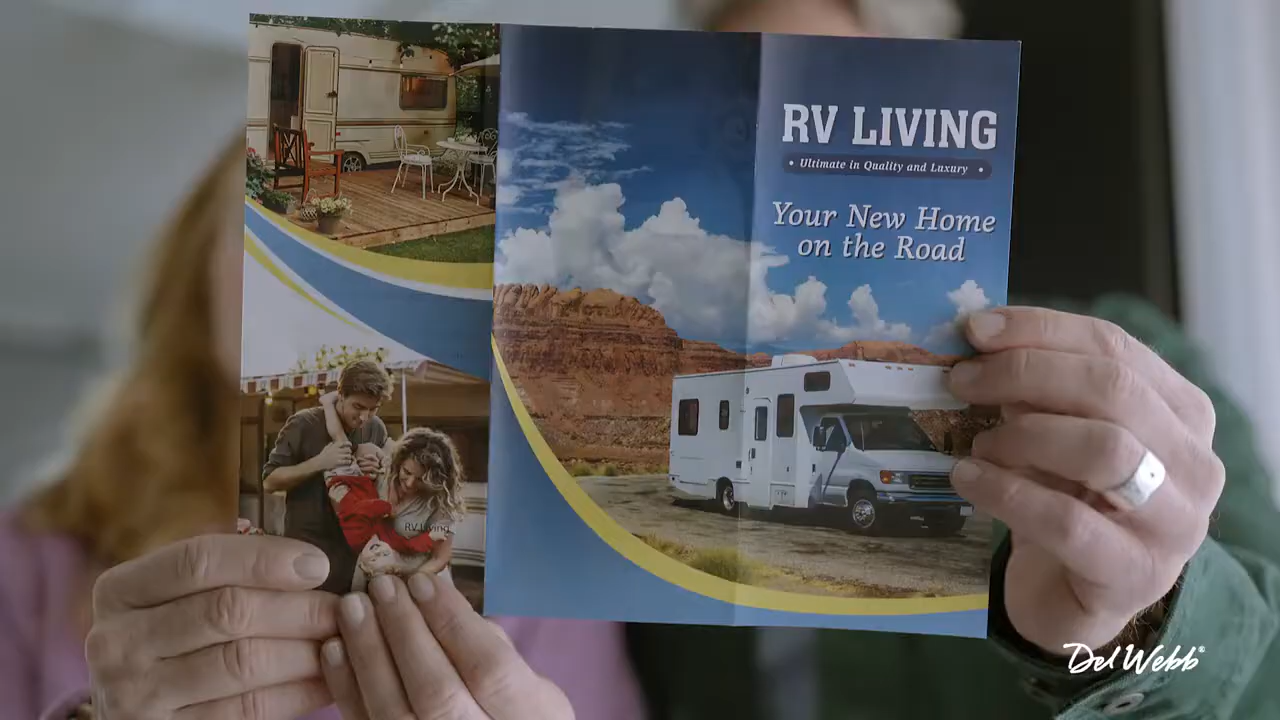 RV LIVING
• Ultimate in Quality and Luxury •
Your New Home
on the Road
RV Living
Del Webb®